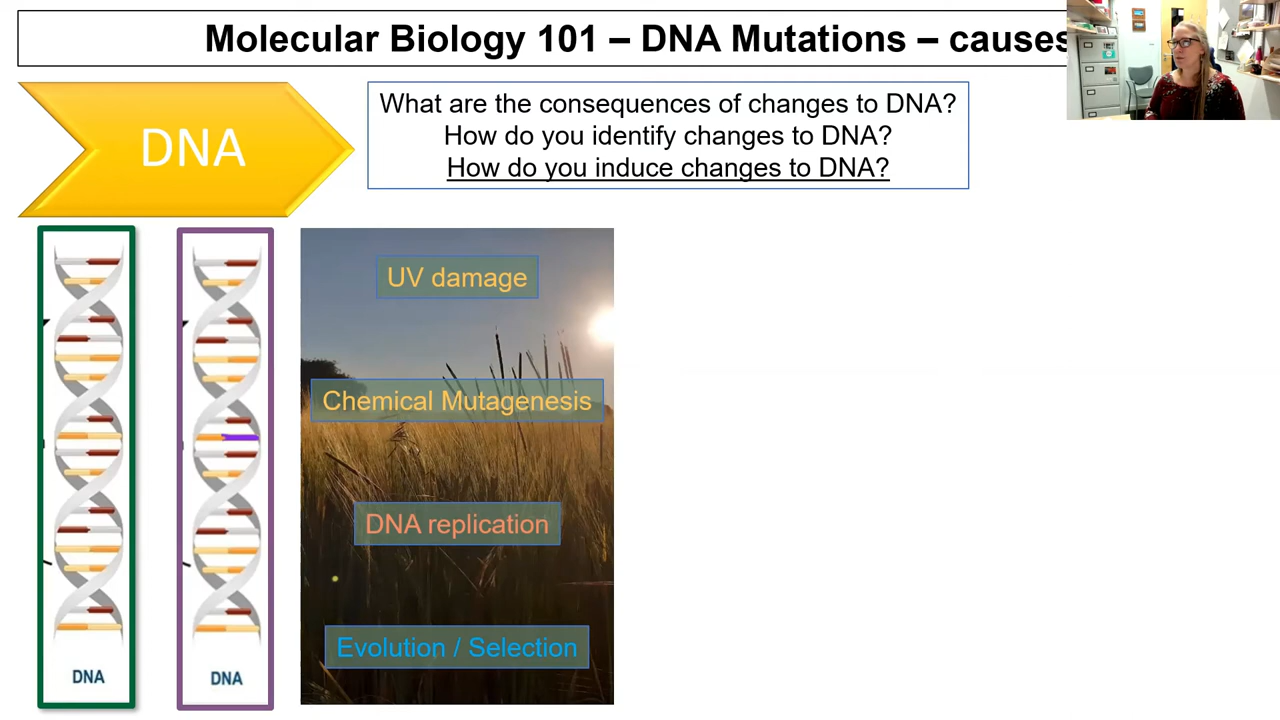 Molecular Biology 101 – DNA Mutations – causes
DNA
What are the consequences of changes to DNA?
How do you identify changes to DNA?
How do you induce changes to DNA?
UV damage
Chemical Mutagenesis
DNA replication
Evolution / Selection
DNA
DNA